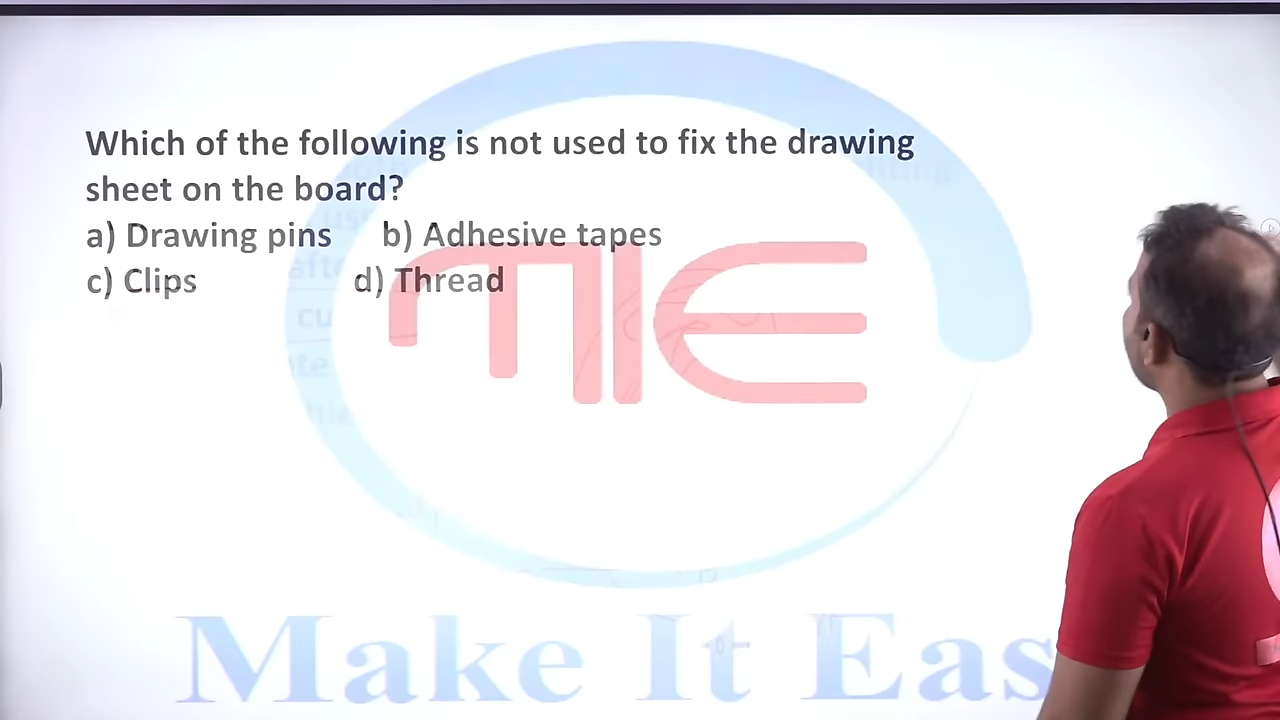 Which of the following is not used to fix the drawing
sheet on the board?
a) Drawing pins b) Adhesive tapes
c) Clips d) Thread
MIE
Make It Eas